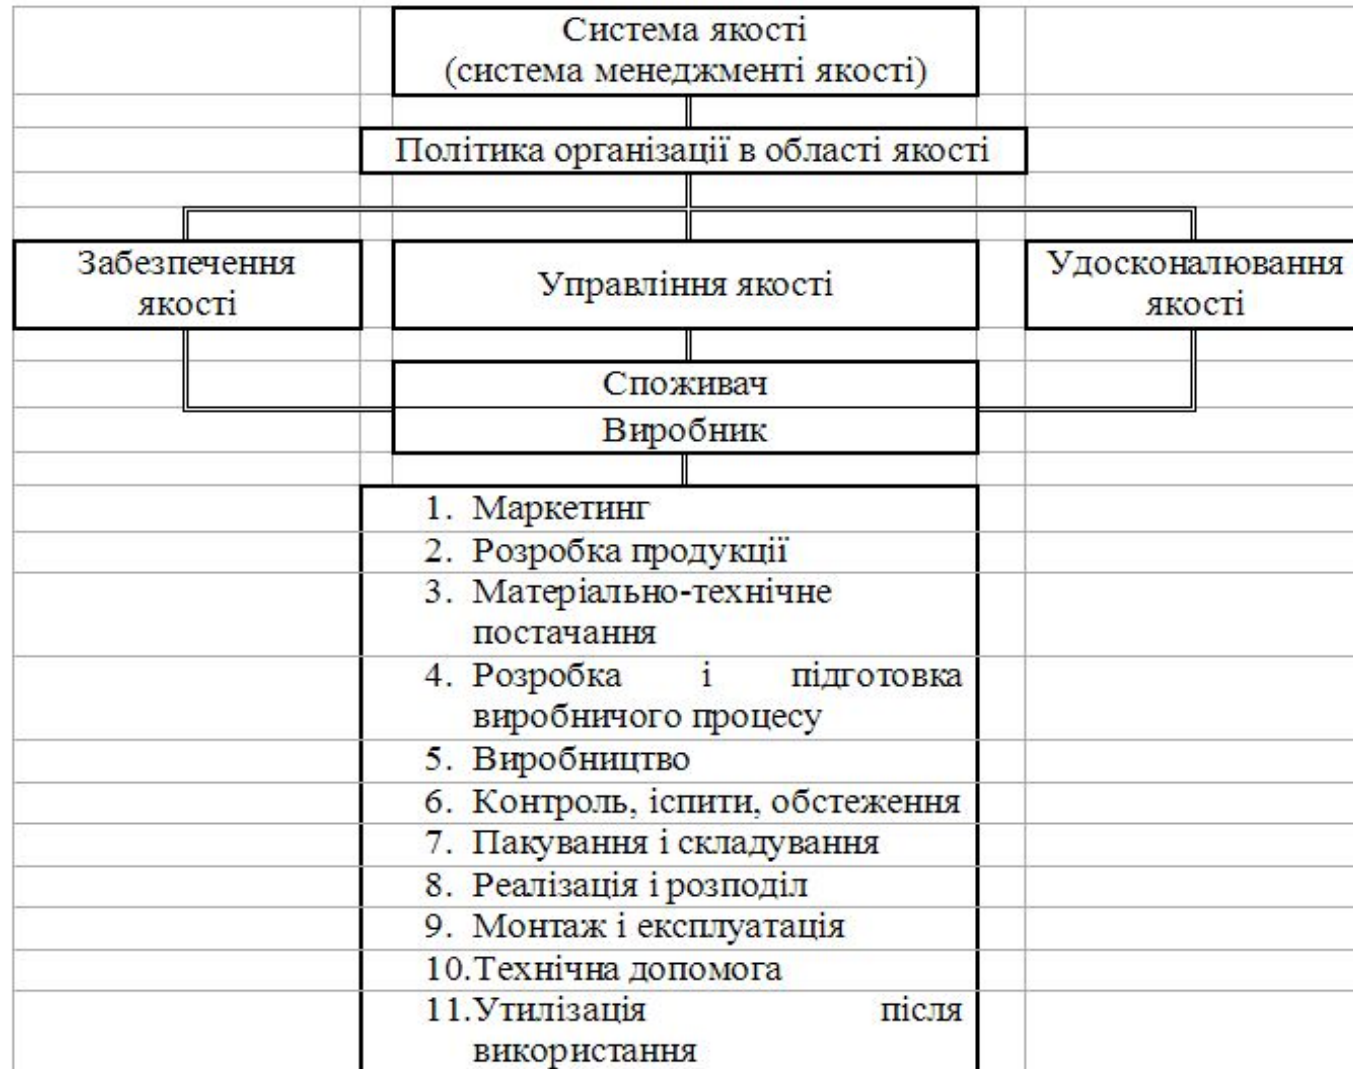 Система якості
(система менеджменті якості)
Політика організації в області якості
Забезпечення
якості
Управління якості
Удосконалювання
якості
Споживач
Виробник
1. Маркетинг
2. Розробка продукції
3. Матеріально-технічне
постачання
4. Розробка і підготовка
виробничого процесу
5. Виробництво
6. Контроль, іспити, обстеження
7. Пакування і складування
8. Реалізація і розподіл
9. Монтаж і експлуатація
10.Технічна допомога
11.Утилізація після
використання